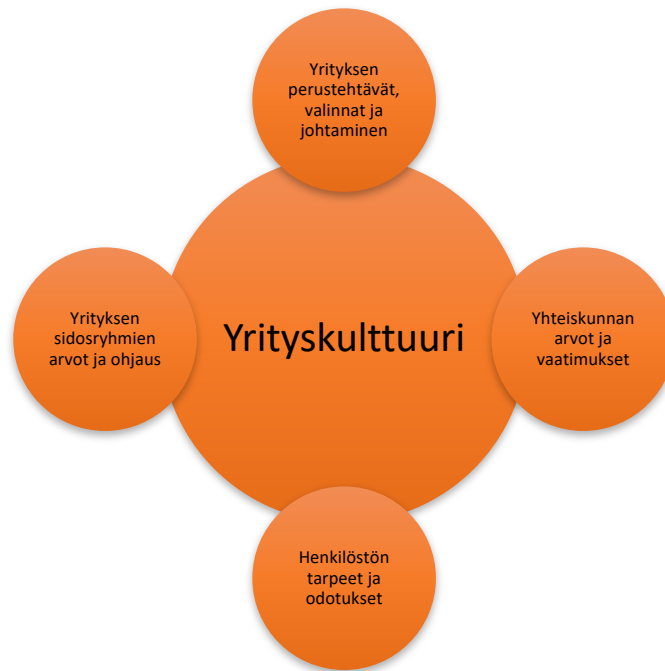 Yrityksen
perustehtävät,
valinnat ja
johtaminen
Yrityksen
sidosryhmien
arvot ja ohjaus
Yrityskulttuuri
Yhteiskunnan
arvot ja
vaatimukset
Henkilöstön
tarpeet ja
odotukset